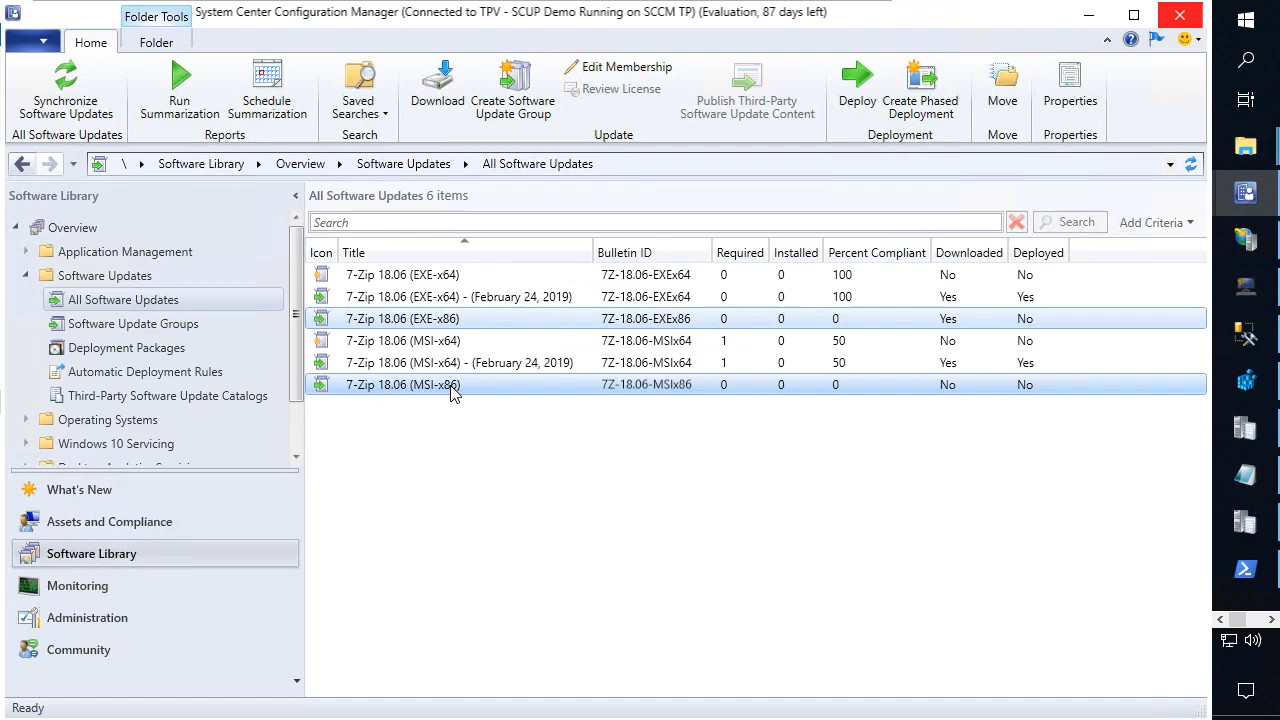 Folder Tools
System Center Configuration Manager (Connected to TPV - SCUP Demo Running on SCCM TP) (Evaluation, 87 days left)
Home
Folder
Synchronize Software Updates
Run Summarization
Schedule Summarization
Saved Searches
Download
Create Software Update Group
Edit Membership
Review License
Publish Third-Party Software Update Content
Deploy
Create Phased Deployment
Move
Properties
All Software Updates
Reports
Search
Update
Deployment
Move
Properties
\ Software Library Overview Software Updates All Software Updates
Software Library
Overview
Application Management
Software Updates
All Software Updates
Software Update Groups
Deployment Packages
Automatic Deployment Rules
Third-Party Software Update Catalogs
Operating Systems
Windows 10 Servicing
What's New
Assets and Compliance
Software Library
Monitoring
Administration
Community
All Software Updates 6 items
Search
Search
Add Criteria
Icon Title Bulletin ID Required Installed Percent Compliant Downloaded Deployed
7-Zip 18.06 (EXE-x64) 7Z-18.06-EXEx64 0 0 100 No No
7-Zip 18.06 (EXE-x64) - (February 24, 2019) 7Z-18.06-EXEx64 0 0 100 Yes Yes
7-Zip 18.06 (EXE-x86) 7Z-18.06-EXEx86 0 0 0 Yes No
7-Zip 18.06 (MSI-x64) 7Z-18.06-MSIx64 1 0 50 No No
7-Zip 18.06 (MSI-x64) - (February 24, 2019) 7Z-18.06-MSIx64 1 0 50 Yes Yes
7-Zip 18.06 (MSI-x86) 7Z-18.06-MSIx86 0 0 0 No No
Ready